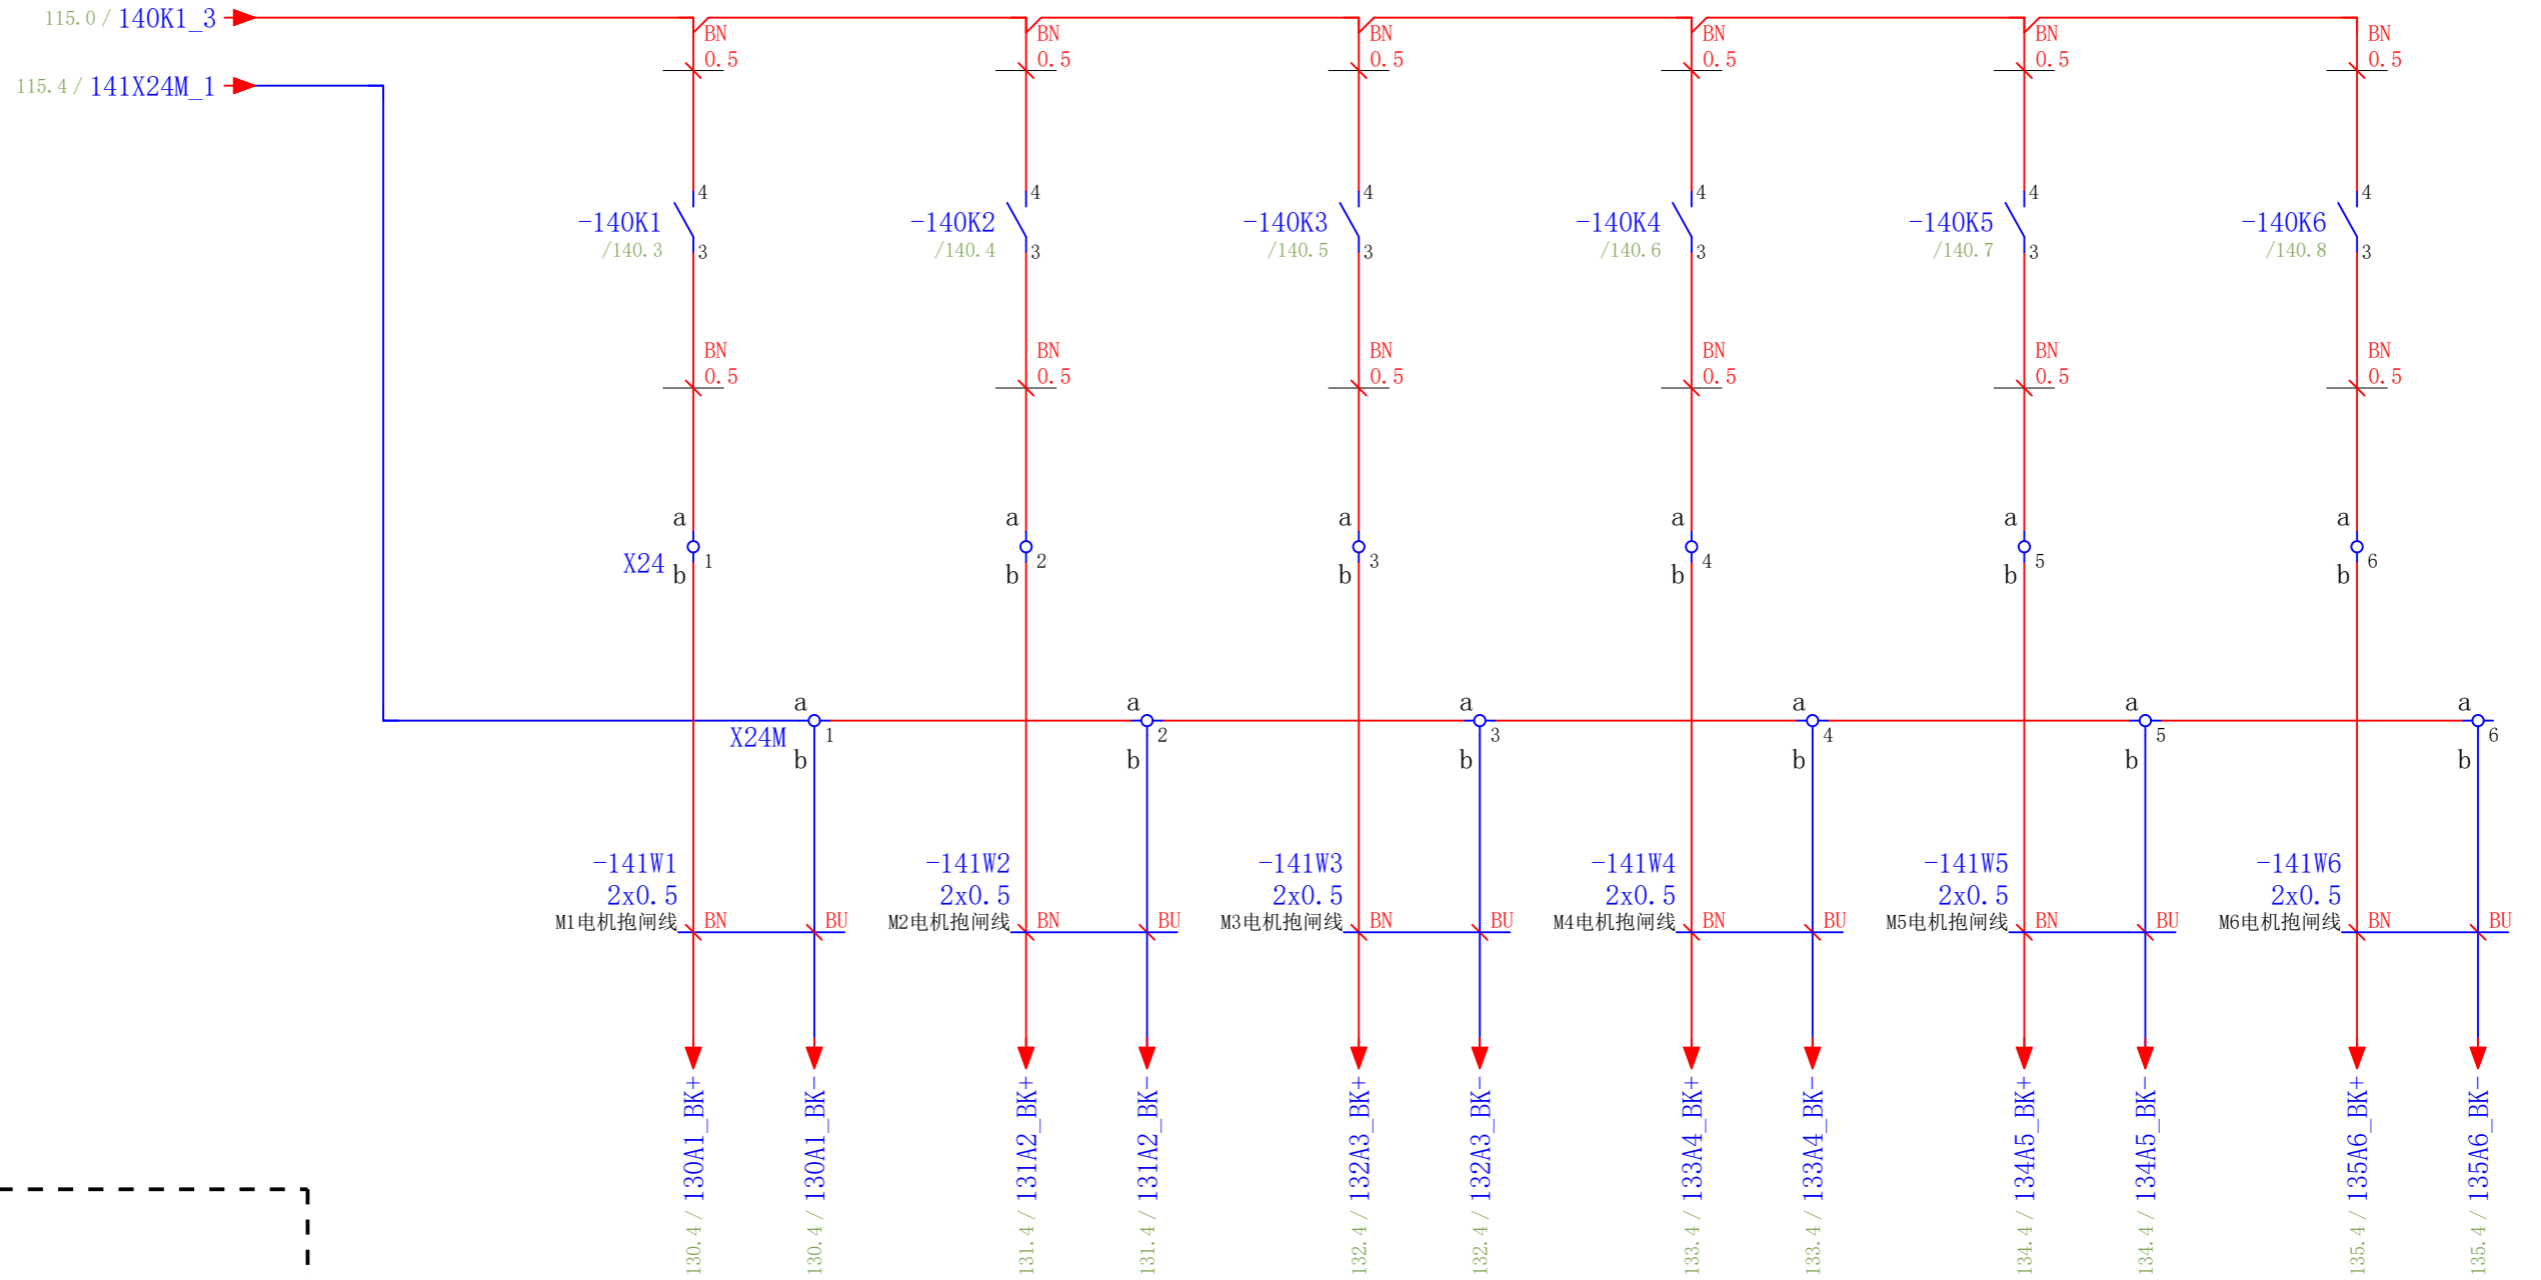 115.0 / 140K1_3
BN BN BN BN BN BN
0.5 0.5 0.5 0.5 0.5 0.5
115.4 / 141X24M_1
4 4 4 4 4 4
-140K1 -140K2 -140K3 -140K4 -140K5 -140K6
/140.3 3 /140.4 3 /140.5 3 /140.6 3 /140.7 3 /140.8 3
BN BN BN BN BN BN
0.5 0.5 0.5 0.5 0.5 0.5
a a a a a a
X24 1 2 3 4 5 6
b b b b b b
a a a a a a
X24M 1 2 3 4 5 6
b b b b b b
-141W1 -141W2 -141W3 -141W4 -141W5 -141W6
2x0.5 2x0.5 2x0.5 2x0.5 2x0.5 2x0.5
M1电机抱闸线 BN BU M2电机抱闸线 BN BU M3电机抱闸线 BN BU M4电机抱闸线 BN BU M5电机抱闸线 BN BU M6电机抱闸线 BN BU
130.4 / 130A1_BK+
130.4 / 130A1_BK-
131.4 / 131A2_BK+
131.4 / 131A2_BK-
132.4 / 132A3_BK+
132.4 / 132A3_BK-
133.4 / 133A4_BK+
133.4 / 133A4_BK-
134.4 / 134A5_BK+
134.4 / 134A5_BK-
135.4 / 135A6_BK+
135.4 / 135A6_BK-